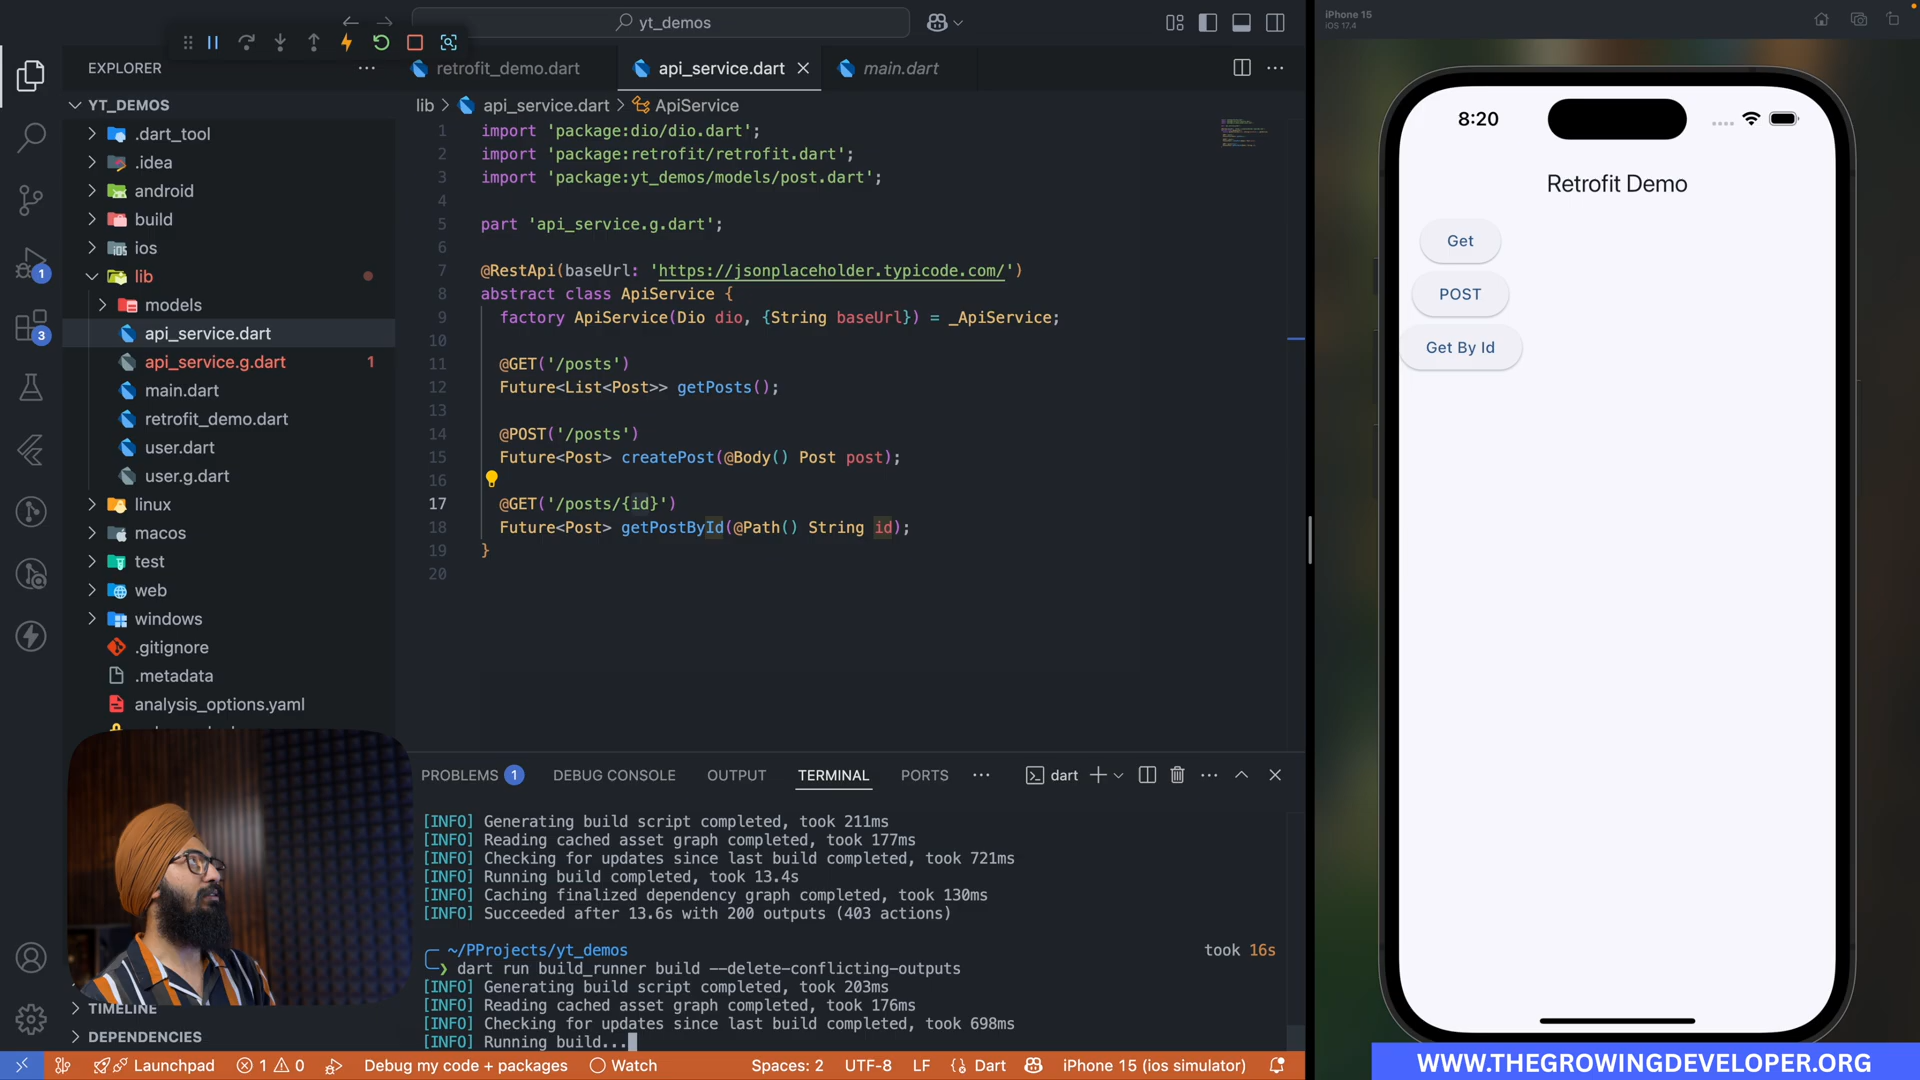 yt_demos
iPhone 15
iOS 17.4
EXPLORER
retrofit_demo.dart
api_service.dart
main.dart
YT_DEMOS
lib > api_service.dart > ApiService
.dart_tool
.idea
android
build
ios
lib
models
api_service.dart
api_service.g.dart 1
main.dart
retrofit_demo.dart
user.dart
user.g.dart
linux
macos
test
web
windows
.gitignore
.metadata
analysis_options.yaml
TIMELINE
DEPENDENCIES
1
3
1 import 'package:dio/dio.dart';
2 import 'package:retrofit/retrofit.dart';
3 import 'package:yt_demos/models/post.dart';
4
5 part 'api_service.g.dart';
6
7 @RestApi(baseUrl: 'https://jsonplaceholder.typicode.com/')
8 abstract class ApiService {
9 factory ApiService(Dio dio, {String baseUrl}) = _ApiService;
10
11 @GET('/posts')
12 Future<List<Post>> getPosts();
13
14 @POST('/posts')
15 Future<Post> createPost(@Body() Post post);
16
17 @GET('/posts/{id}')
18 Future<Post> getPostById(@Path() String id);
19 }
20
PROBLEMS 1 DEBUG CONSOLE OUTPUT TERMINAL PORTS dart
[INFO] Generating build script completed, took 211ms
[INFO] Reading cached asset graph completed, took 177ms
[INFO] Checking for updates since last build completed, took 721ms
[INFO] Running build completed, took 13.4s
[INFO] Caching finalized dependency graph completed, took 130ms
[INFO] Succeeded after 13.6s with 200 outputs (403 actions)
~/PProjects/yt_demos took 16s
❯ dart run build_runner build --delete-conflicting-outputs
[INFO] Generating build script completed, took 203ms
[INFO] Reading cached asset graph completed, took 176ms
[INFO] Checking for updates since last build completed, took 698ms
[INFO] Running build...
Launchpad 1 0 Debug my code + packages Watch Spaces: 2 UTF-8 LF {} Dart iPhone 15 (ios simulator)
8:20
Retrofit Demo
Get
POST
Get By Id
WWW.THEGROWINGDEVELOPER.ORG